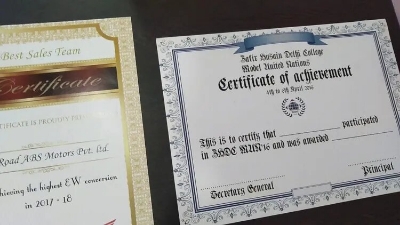 Best Sales Team
Certificate
Road ABS Motors Pvt. Ltd.
the highest EW conversion
in 2017 - 18
Zakir Husain Delhi College
Model United Nations
Certificate of achievement
This is to certify that ____________ participated
in ZHDC MUN'16 and was awarded ____________
Secretary General
Principal